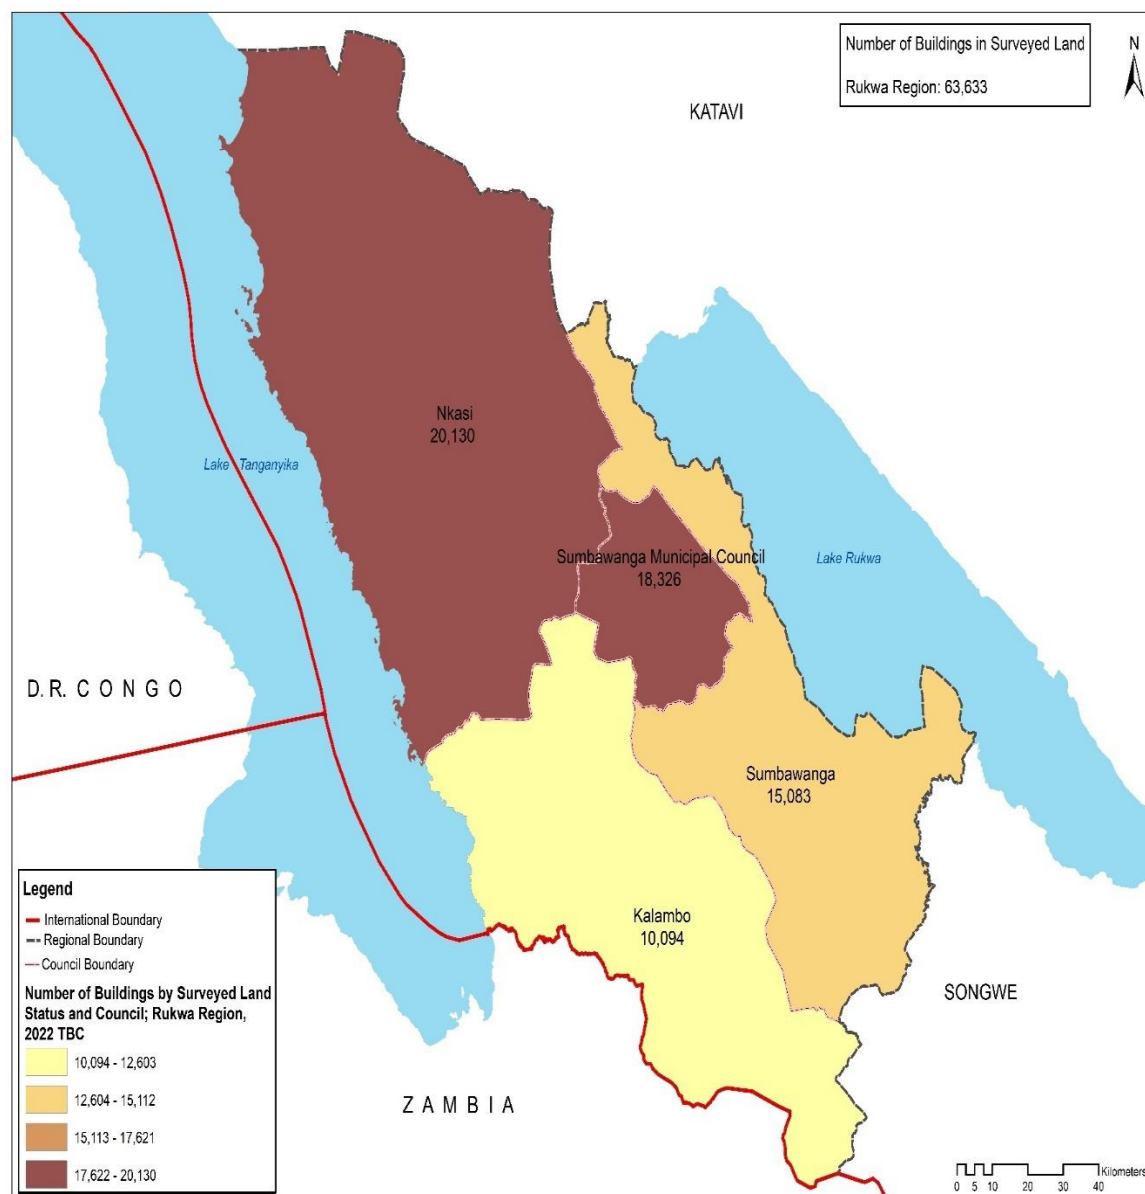 Number of Buildings in Surveyed Land
Rukwa Region: 63,633
N
KATAVI
Nkasi
20,130
Lake Tanganyika
Sumbawanga Municipal Council
18,326
Lake Rukwa
D.R. CONGO
Sumbawanga
15,083
Kalambo
10,094
SONGWE
ZAMBIA
Legend
International Boundary
Regional Boundary
Council Boundary
Number of Buildings by Surveyed Land
Status and Council; Rukwa Region,
2022 TBC
10,094 - 12,603
12,604 - 15,112
15,113 - 17,621
17,622 - 20,130
Kilometers
0 5 10 20 30 40